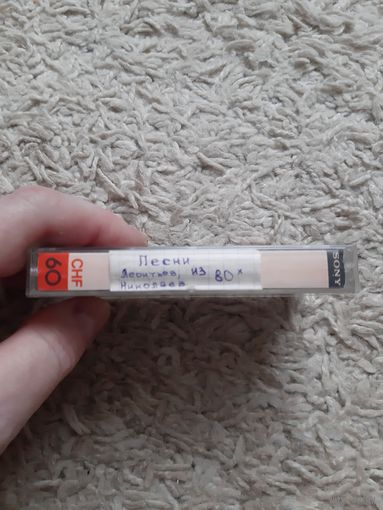 CHF
60
Песни
Леонтьев, из 80х
Николаев
SONY